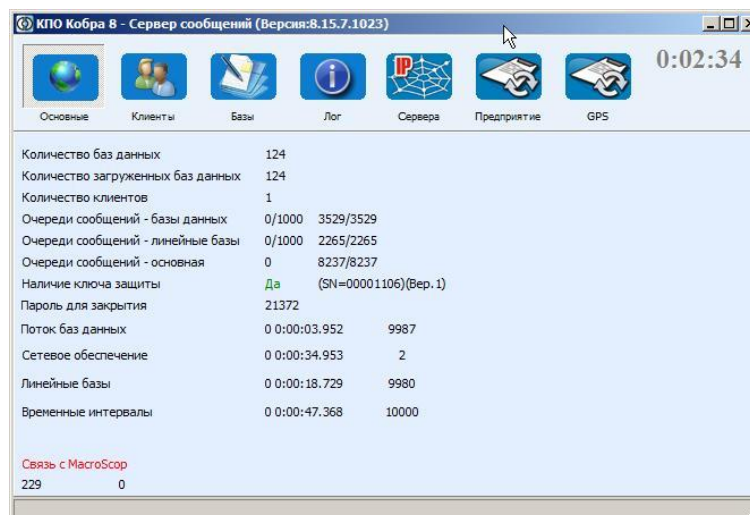 КПО Кобра 8 - Сервер сообщений (Версия:8.15.7.1023)
0:02:34
IP
Основные Клиенты Базы Лог Сервера Предприятие GPS
Количество баз данных 124
Количество загруженных баз данных 124
Количество клиентов 1
Очереди сообщений - базы данных 0/1000 3529/3529
Очереди сообщений - линейные базы 0/1000 2265/2265
Очереди сообщений - основная 0 8237/8237
Наличие ключа защиты Да (SN=00001106)(Вер.1)
Пароль для закрытия 21372
Поток баз данных 0 0:00:03.952 9987
Сетевое обеспечение 0 0:00:34.953 2
Линейные базы 0 0:00:18.729 9980
Временные интервалы 0 0:00:47.368 10000
Связь с MacroScop
229 0